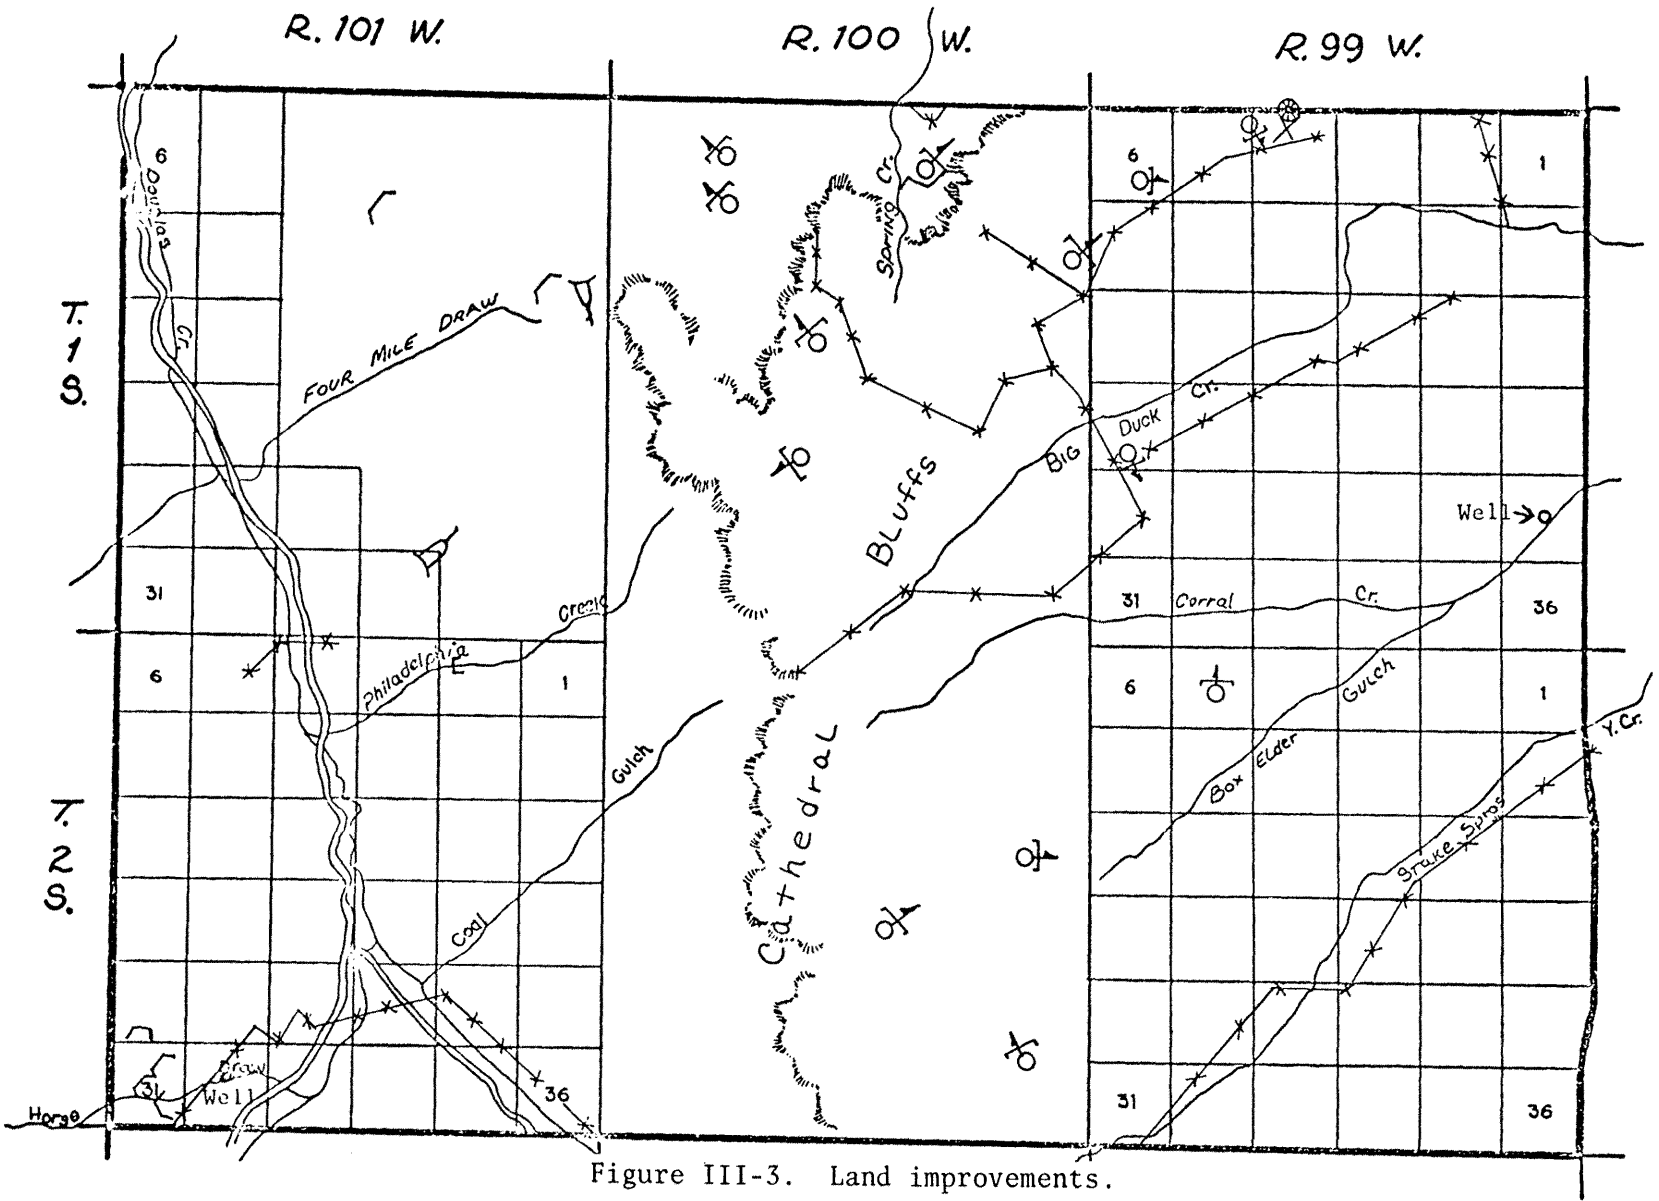 R. 101 W.
R. 100 W.
R. 99 W.
6
6
1
Douglas
Cr.
SPRING Cr.
T.
1
S.
FOUR MILE DRAW
BIG DUCK Cr.
BLUFFS
Well
31
Creek
31
Corral Cr.
36
6
Philadelphia
1
6
1
Gulch
Box Elder Gulch
Y. Cr.
T.
2
S.
Cathedral
Coal
31
Draw
Well
Horse
36
31
36
Figure III-3. Land improvements.